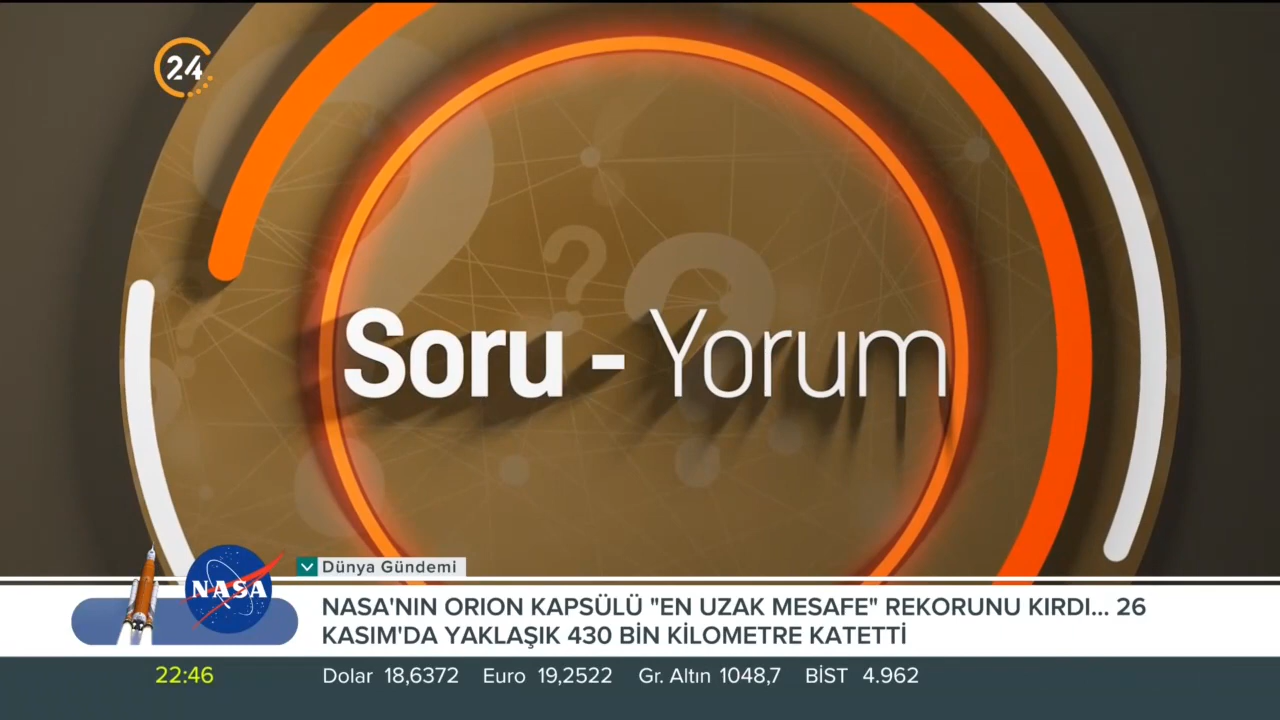 24
Soru - Yorum
Dünya Gündemi
NASA
NASA'NIN ORION KAPSÜLÜ "EN UZAK MESAFE" REKORUNU KIRDI... 26
KASIM'DA YAKLAŞIK 430 BİN KİLOMETRE KATETTİ
22:46 Dolar 18,6372 Euro 19,2522 Gr. Altın 1048,7 BİST 4.962